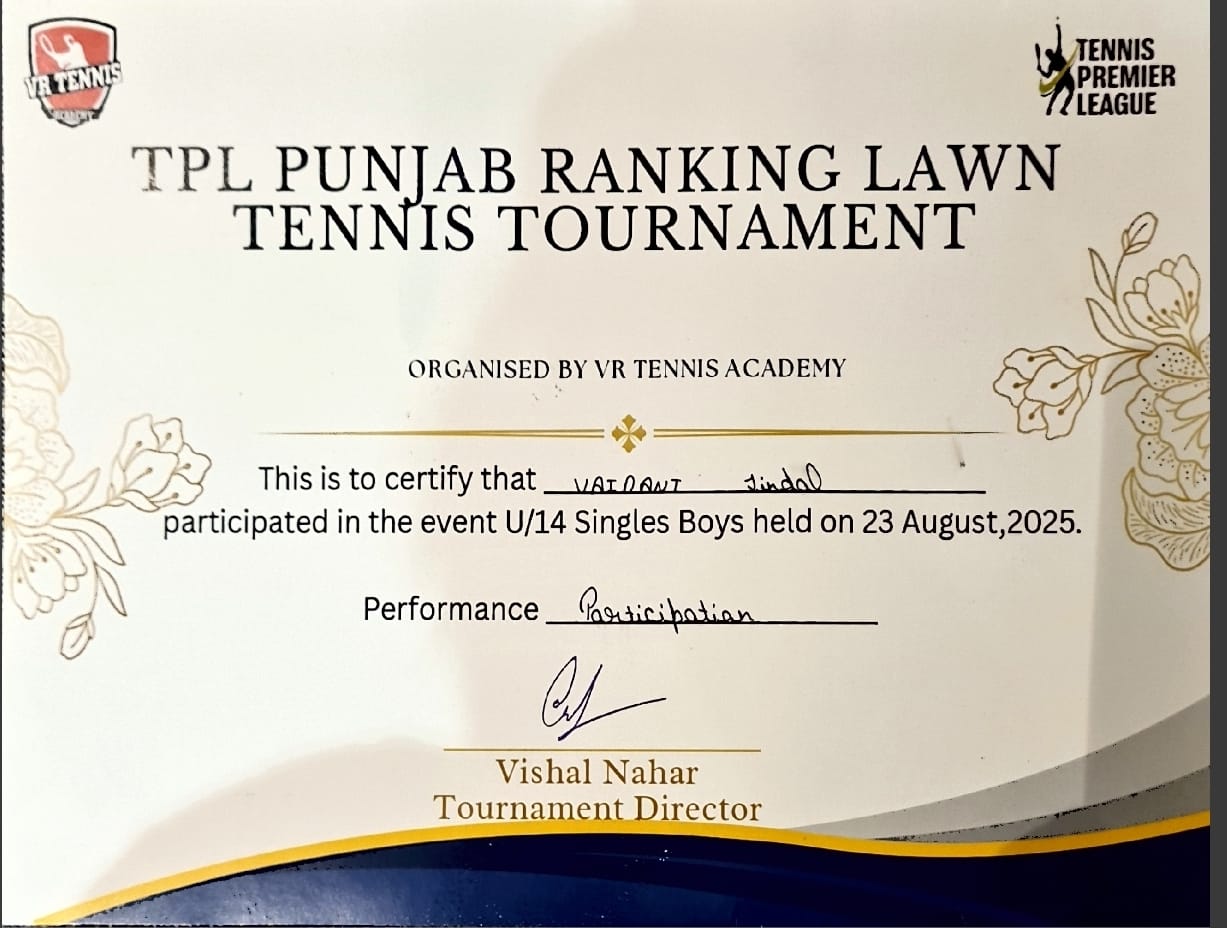 VR TENNIS
ACADEMY
TENNIS
PREMIER
LEAGUE
TPL PUNJAB RANKING LAWN
TENNIS TOURNAMENT
ORGANISED BY VR TENNIS ACADEMY
This is to certify that VAIDANT Jindal
participated in the event U/14 Singles Boys held on 23 August,2025.
Performance Participation
Vishal Nahar
Tournament Director